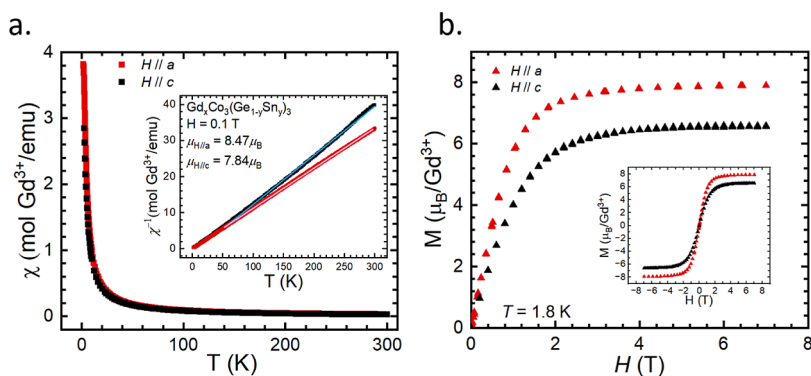 a.
b.
4
3
2
1
0
χ (mol Gd³⁺/emu)
H // a
H // c
0
100
200
300
T (K)
40
30
20
10
0
χ⁻¹ (mol Gd³⁺/emu)
GdₓCo₃(Ge₁₋ᵧSnᵧ)₃
H = 0.1 T
μH//a = 8.47μB
μH//c = 7.84μB
0
50
100
150
200
250
300
T (K)
8
6
4
2
0
M (μB/Gd³⁺)
H // a
H // c
T = 1.8 K
0
2
4
6
8
H (T)
8
6
4
2
0
−2
−4
−6
−8
M (μB/Gd³⁺)
−8
−6
−4
−2
0
2
4
6
8
H (T)